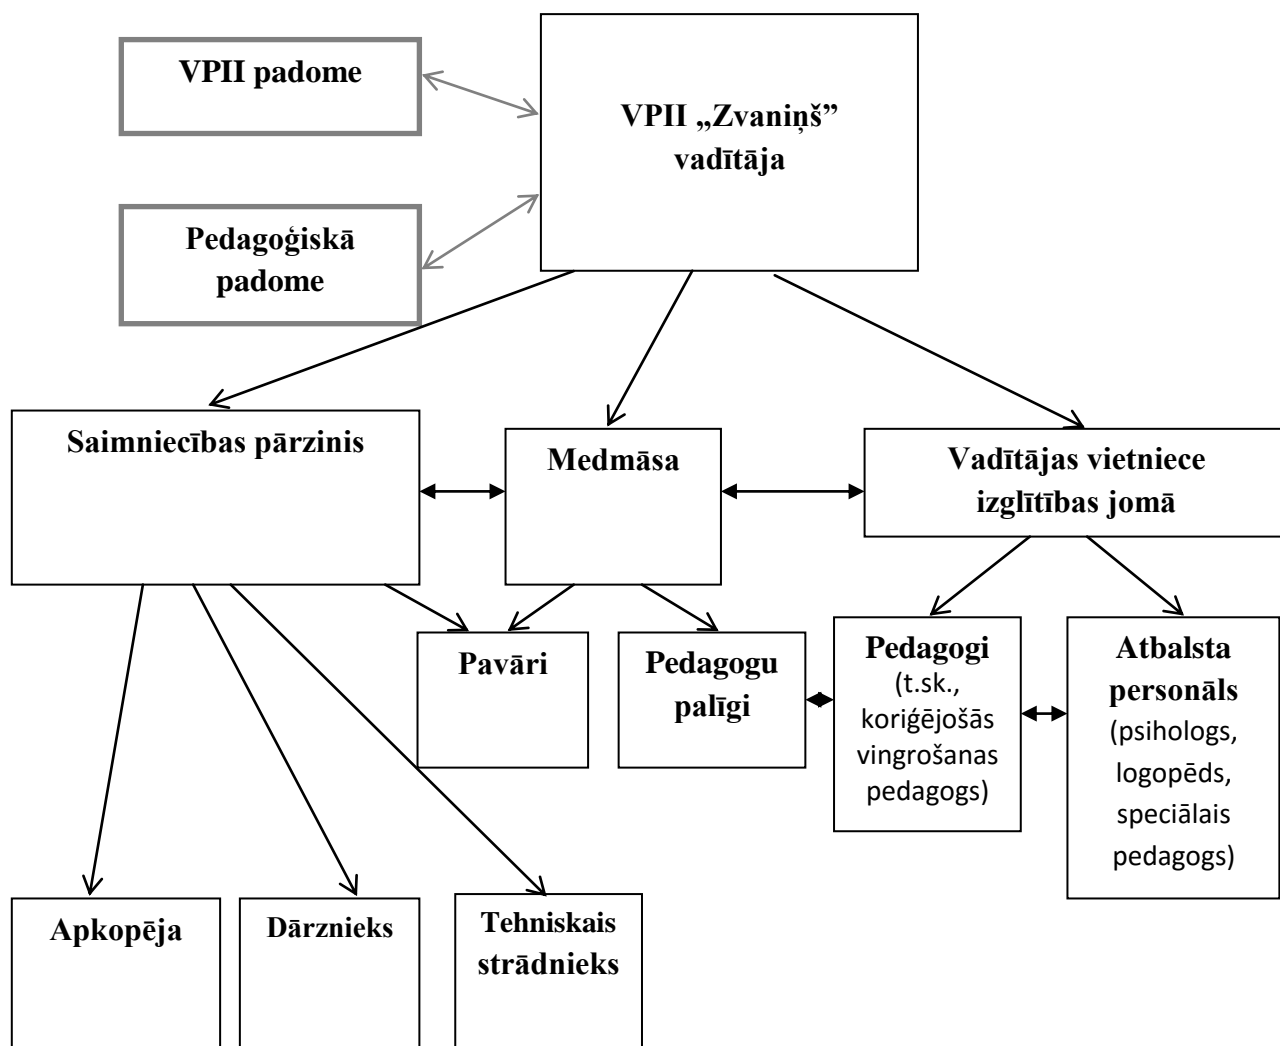 VPII padome
VPII „Zvaniņš”
vadītāja
Pedagoģiskā
padome
Saimniecības pārzinis
Medmāsa
Vadītājas vietniece
izglītības jomā
Pavāri
Pedagogu
palīgi
Pedagogi
(t.sk.,
koriģējošās
vingrošanas
pedagogs)
Atbalsta
personāls
(psihologs,
logopēds,
speciālais
pedagogs)
Apkopēja
Dārznieks
Tehniskais
strādnieks